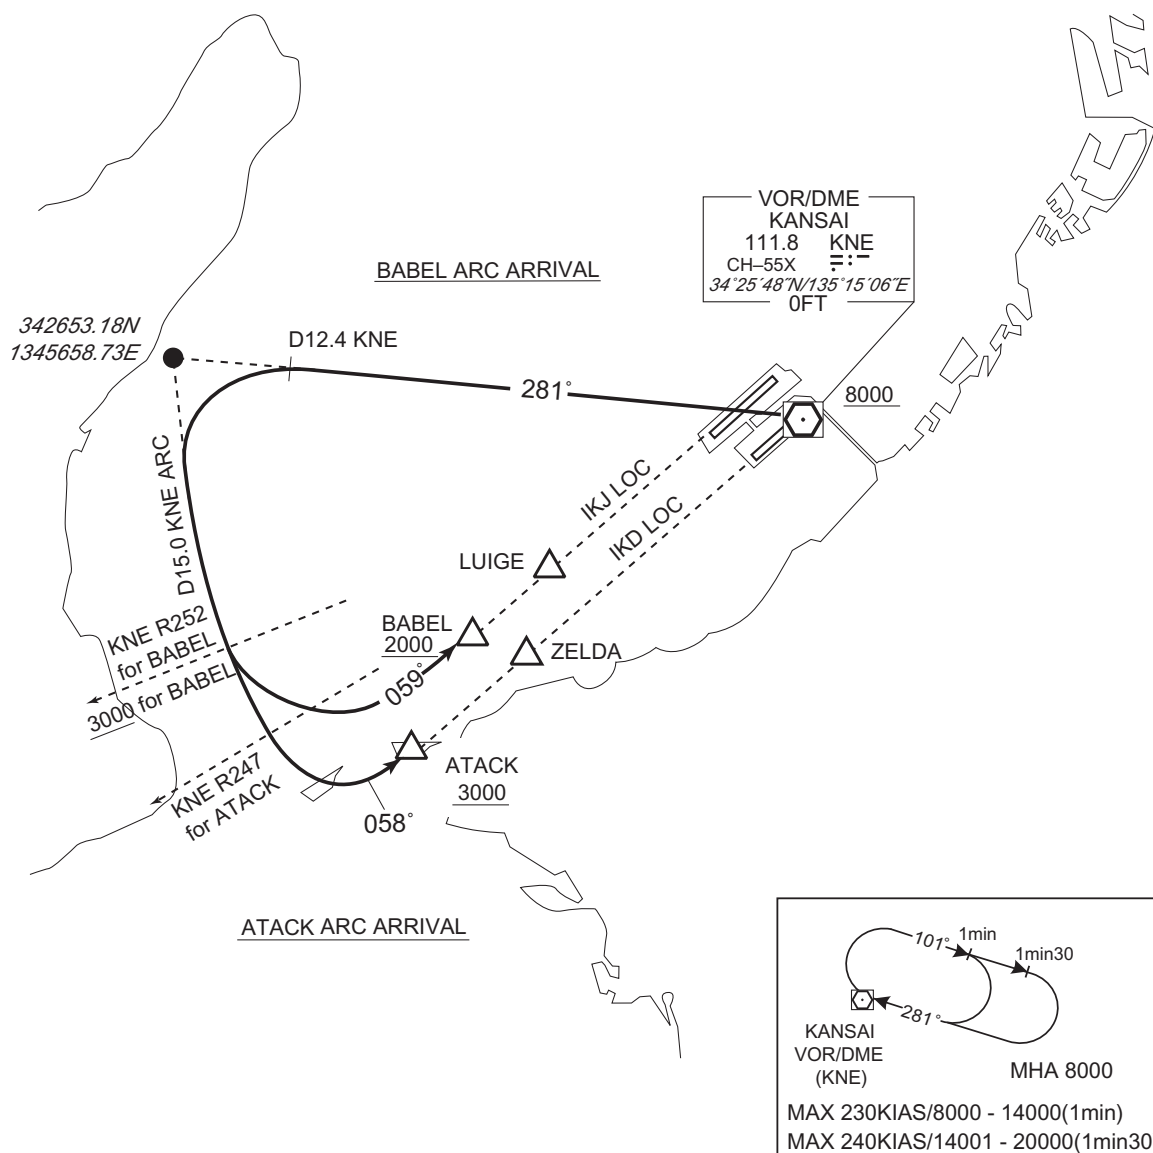 VOR/DME
KANSAI
111.8 KNE
CH–55X
34°25´48˝N/135°15´06˝E
0FT
BABEL ARC ARRIVAL
342653.18N
1345658.73E
D12.4 KNE
281°
8000
D15.0 KNE ARC
IKJ LOC
IKD LOC
LUIGE
BABEL
2000
ZELDA
KNE R252
for BABEL
3000 for BABEL
059°
KNE R247
for ATACK
ATACK
3000
058°
ATACK ARC ARRIVAL
101°
1min
1min30
281°
KANSAI
VOR/DME
(KNE)
MHA 8000
MAX 230KIAS/8000 - 14000(1min)
MAX 240KIAS/14001 - 20000(1min30